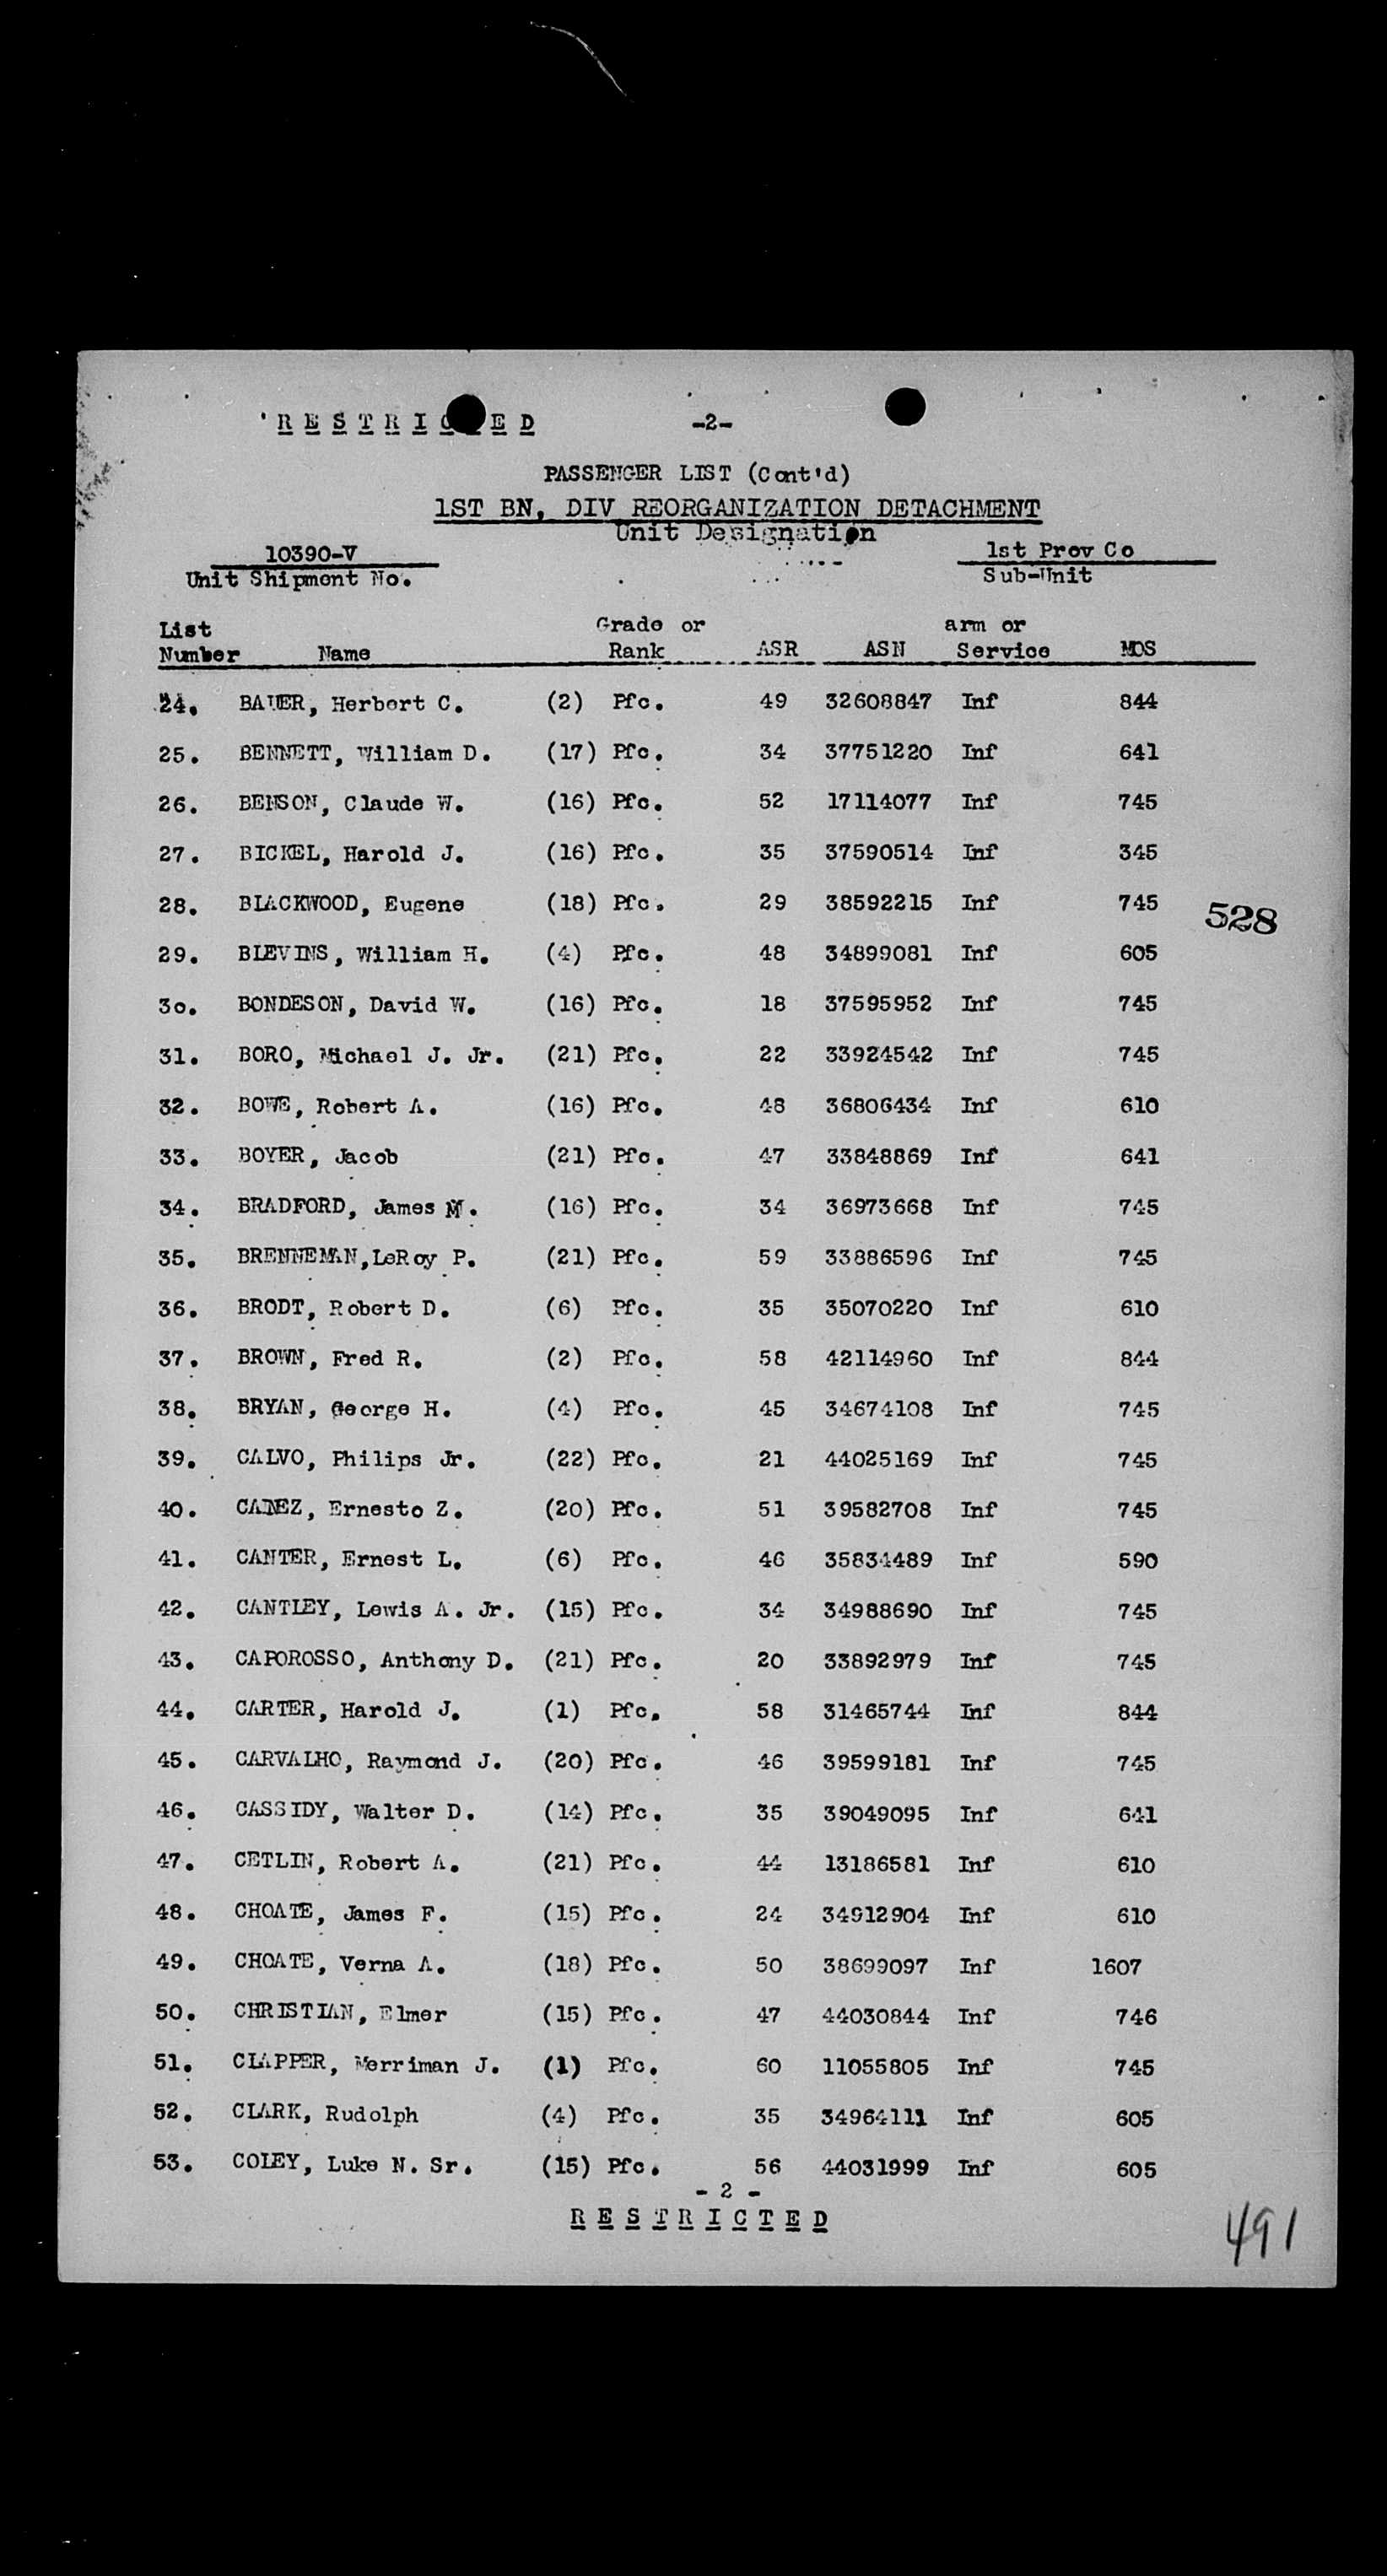 RESTRICTED -2-
PASSENGER LIST (Cont'd)
1ST BN, DIV REORGANIZATION DETACHMENT
Unit Designation
10390-V 1st Prov Co
Unit Shipment No. Sub-Unit
List Grade or arm or
Number Name Rank ASR ASN Service MOS
24. BAUER, Herbert C. (2) Pfc. 49 32608847 Inf 844
25. BENNETT, William D. (17) Pfc. 34 37751220 Inf 641
26. BENSON, Claude W. (16) Pfc. 52 17114077 Inf 745
27. BICKEL, Harold J. (16) Pfc. 35 37590514 Inf 345
28. BLACKWOOD, Eugene (18) Pfc. 29 38592215 Inf 745
528
29. BLEVINS, William H. (4) Pfc. 48 34899081 Inf 605
30. BONDESON, David W. (16) Pfc. 18 37595952 Inf 745
31. BORO, Michael J. Jr. (21) Pfc. 22 33924542 Inf 745
32. BOWE, Robert A. (16) Pfc. 48 36806434 Inf 610
33. BOYER, Jacob (21) Pfc. 47 33848869 Inf 641
34. BRADFORD, James M. (16) Pfc. 34 36973668 Inf 745
35. BRENNEMAN,LeRoy P. (21) Pfc. 59 33886596 Inf 745
36. BRODT, Robert D. (6) Pfc. 35 35070220 Inf 610
37. BROWN, Fred R. (2) Pfc. 58 42114960 Inf 844
38. BRYAN, George H. (4) Pfc. 45 34674108 Inf 745
39. CALVO, Philips Jr. (22) Pfc. 21 44025169 Inf 745
40. Ernesto Z. (20) Pfc. 51 39582708 Inf 745
41. CANTER, Ernest L. (6) Pfc. 46 35834489 Inf 590
42. CANTLEY, Lewis A. Jr. (15) Pfc. 34 34988690 Inf 745
43. CAPOROSSO, Anthony D. (21) Pfc. 20 33892979 Inf 745
44. CARTER, Harold J. (1) Pfc. 58 31465744 Inf 844
45. CARVALHO, Raymond J. (20) Pfc. 46 39599181 Inf 745
46. CASSIDY, Walter D. (14) Pfc. 35 39049095 Inf 641
47. CETLIN, Robert A. (21) Pfc. 44 13186581 Inf 610
48. CHOATE, James F. (15) Pfc. 24 34912904 Inf 610
49. CHOATE, Verna A. (18) Pfc. 50 38699097 Inf 1607
50. CHRISTIAN, Elmer (15) Pfc. 47 44030844 Inf 746
51. CLAPPER, Merriman J. (1) Pfc. 60 11055805 Inf 745
52. CLARK, Rudolph (4) Pfc. 35 34964111 Inf 605
53. COLEY, Luke N. Sr. (15) Pfc. 56 44031999 Inf 605
- 2 -
RESTRICTED
491